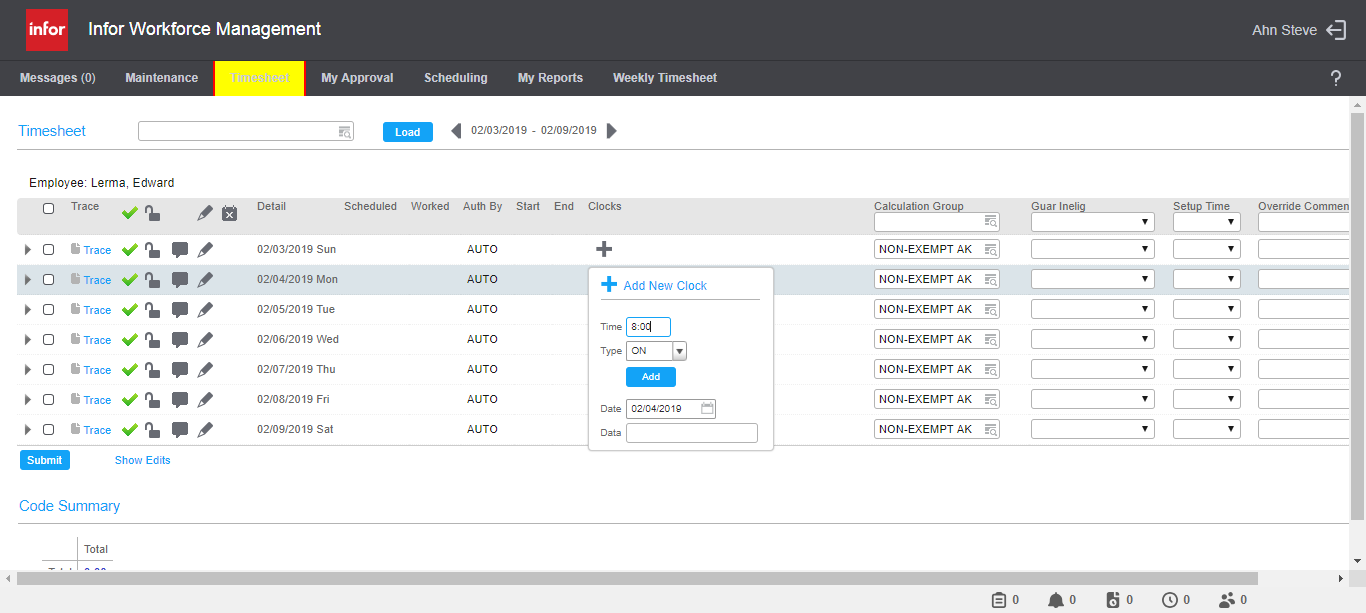 infor Infor Workforce Management Ahn Steve
Messages (0) Maintenance Timesheet My Approval Scheduling My Reports Weekly Timesheet ?
Timesheet Load 02/03/2019 - 02/09/2019
Employee: Lerma, Edward
Trace Detail Scheduled Worked Auth By Start End Clocks Calculation Group Guar Inelig Setup Time Override Commen
Trace 02/03/2019 Sun AUTO NON-EXEMPT AK
Trace 02/04/2019 Mon AUTO NON-EXEMPT AK
Trace 02/05/2019 Tue AUTO NON-EXEMPT AK
Trace 02/06/2019 Wed AUTO NON-EXEMPT AK
Trace 02/07/2019 Thu AUTO NON-EXEMPT AK
Trace 02/08/2019 Fri AUTO NON-EXEMPT AK
Trace 02/09/2019 Sat AUTO NON-EXEMPT AK
Add New Clock
Time 8:00
Type ON
Add
Date 02/04/2019
Data
Submit Show Edits
Code Summary
Total
0 0 0 0 0